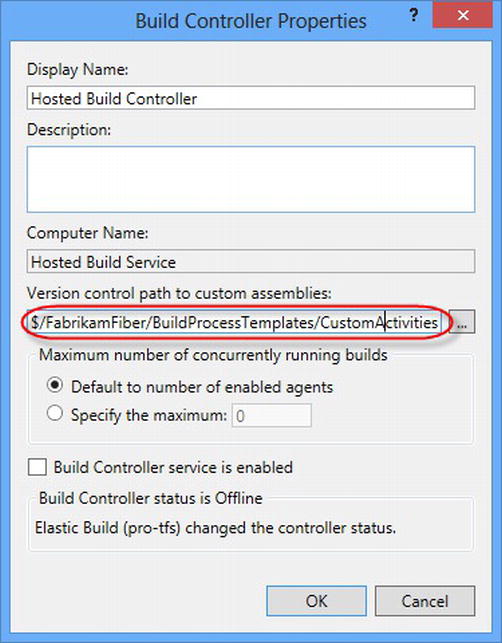 Build Controller Properties
?
Display Name:
Hosted Build Controller
Description:
Computer Name:
Hosted Build Service
Version control path to custom assemblies:
$/FabrikamFiber/BuildProcessTemplates/CustomActivities
...
Maximum number of concurrently running builds
Default to number of enabled agents
Specify the maximum: 0
Build Controller service is enabled
Build Controller status is Offline
Elastic Build (pro-tfs) changed the controller status.
OK Cancel